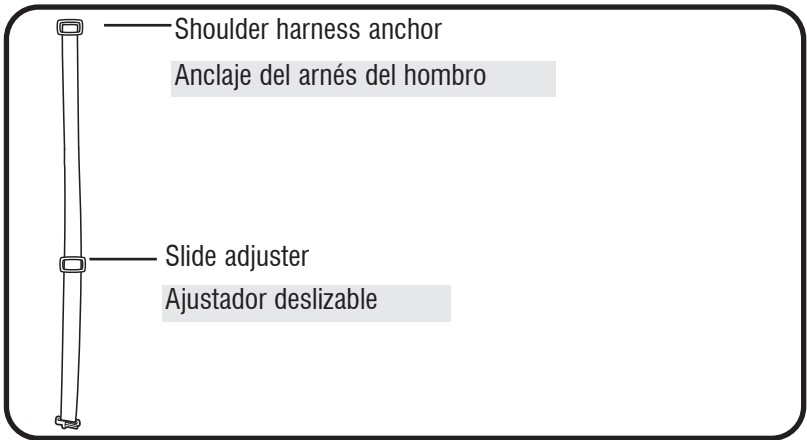 Shoulder harness anchor
Anclaje del arnés del hombro
Slide adjuster
Ajustador deslizable